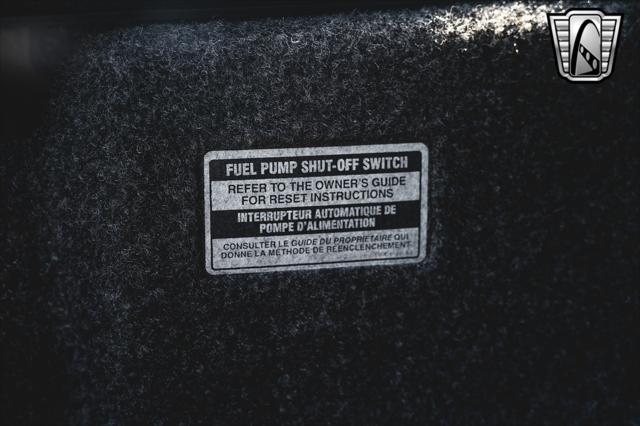 FUEL PUMP SHUT-OFF SWITCH
REFER TO THE OWNER'S GUIDE
FOR RESET INSTRUCTIONS
INTERRUPTEUR AUTOMATIQUE DE
POMPE D'ALIMENTATION
CONSULTER LE GUIDE DU PROPRIÉTAIRE QUI
DONNE LA MÉTHODE DE RÉENCLENCHEMENT